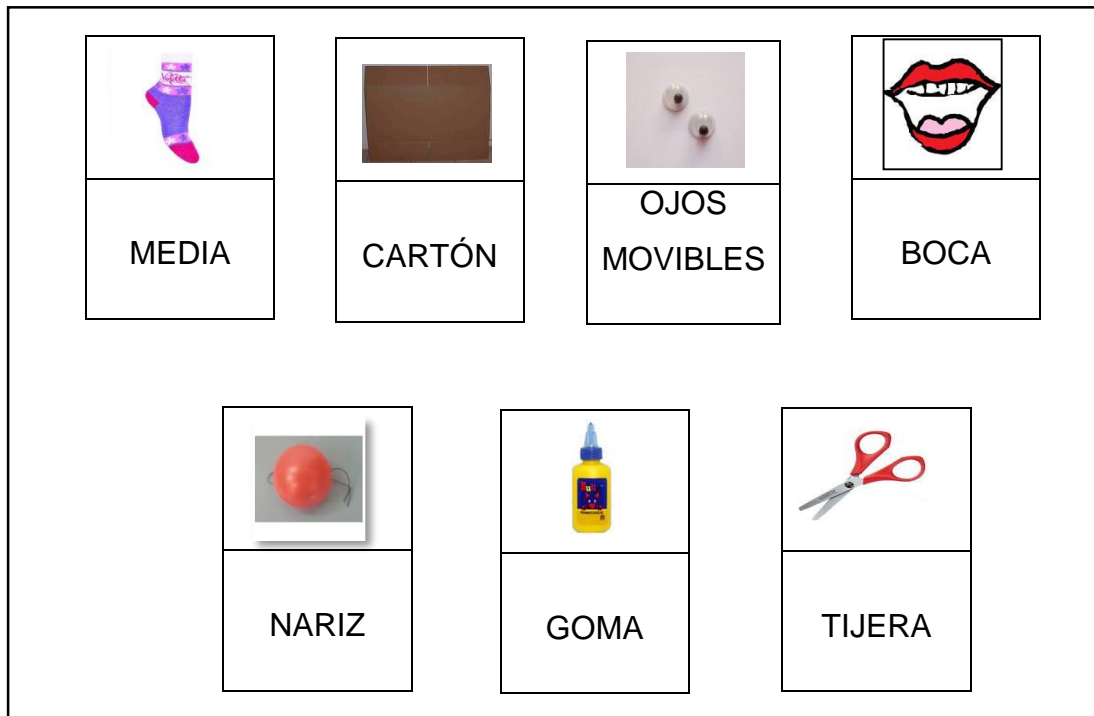 MEDIA
CARTÓN
OJOS
MOVIBLES
BOCA
NARIZ
GOMA
TIJERA